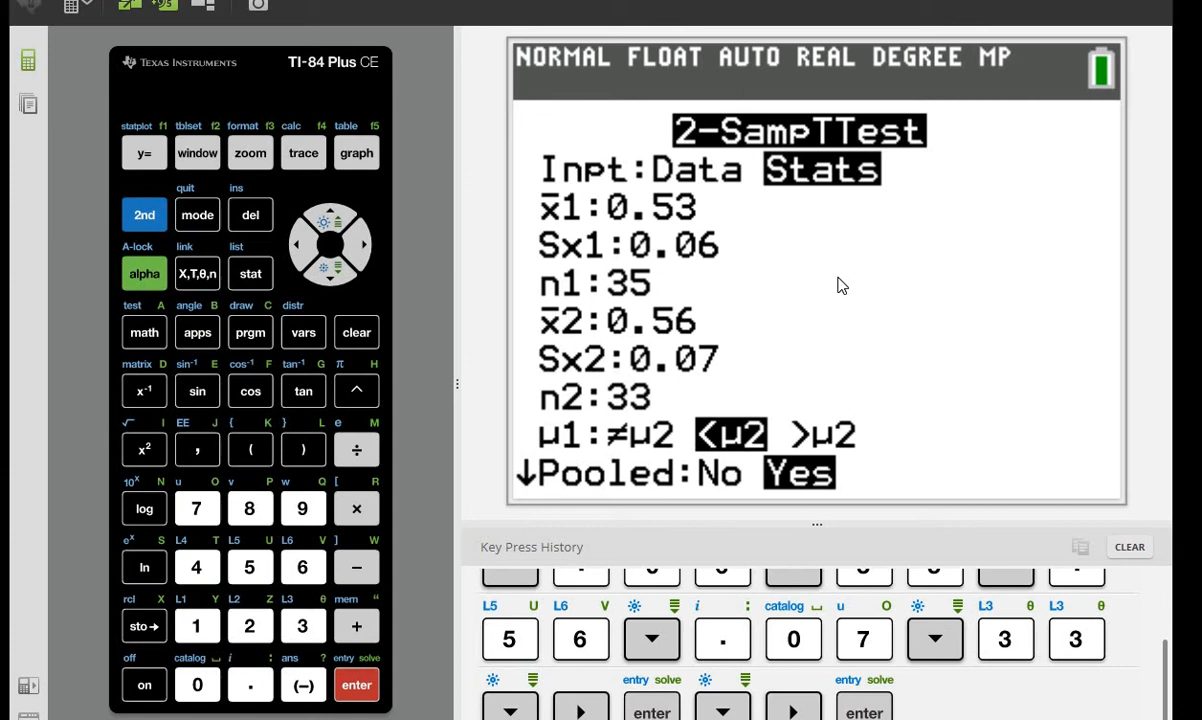 TEXAS INSTRUMENTS TI-84 Plus CE
statplot f1 tblset f2 format f3 calc f4 table f5
y= window zoom trace graph
quit ins
2nd mode del
A-lock link list
alpha X,T,θ,n stat
test A angle B draw C distr
math apps prgm vars clear
matrix D sin⁻¹ E cos⁻¹ F tan⁻¹ G π H
x⁻¹ sin cos tan ^
√ I EE J { K } L e M
x² , ( ) ÷
10ˣ N u O v P w Q [ R
log 7 8 9 ×
eˣ S L4 T L5 U L6 V ] W
ln 4 5 6 −
rcl X L1 Y L2 Z L3 θ mem "
sto→ 1 2 3 +
off catalog ⎵ i : ans ? entry solve
on 0 . (−) enter
NORMAL FLOAT AUTO REAL DEGREE MP
2-SampTTest
Inpt:Data Stats
x̄1:0.53
Sx1:0.06
n1:35
x̄2:0.56
Sx2:0.07
n2:33
μ1:≠μ2 <μ2 >μ2
↓Pooled:No Yes
Key Press History
CLEAR
L5 U L6 V i : catalog ⎵ u O L3 θ L3 θ
5 6 . 0 7 3 3
entry solve entry solve
enter enter